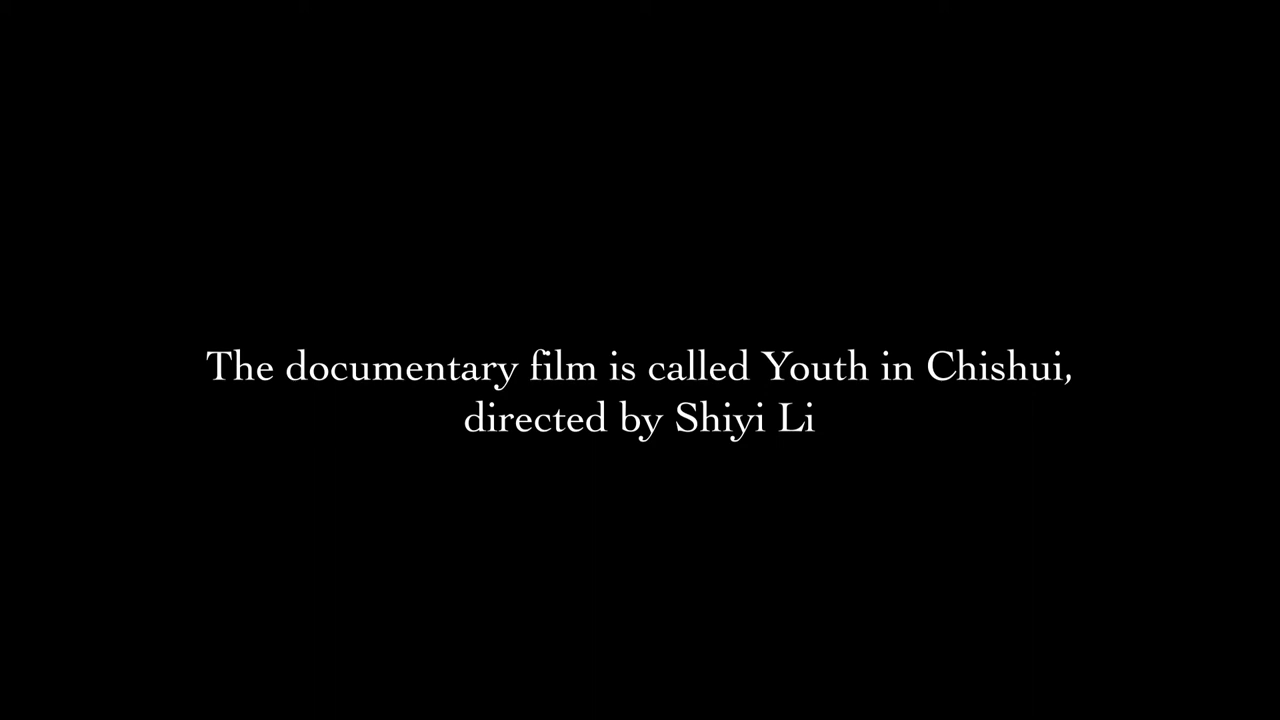 The documentary film is called Youth in Chishui,
directed by Shiyi Li